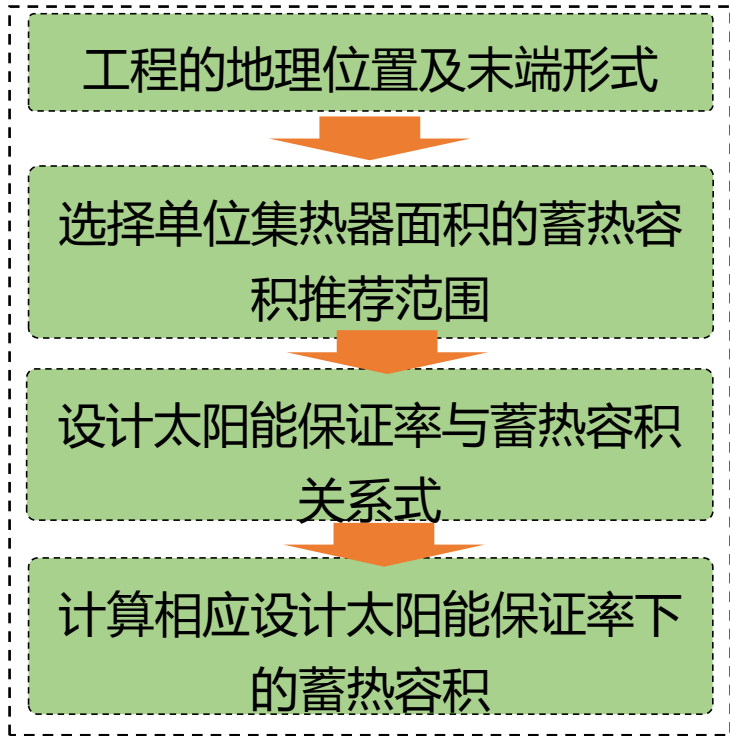 工程的地理位置及末端形式
选择单位集热器面积的蓄热容
积推荐范围
设计太阳能保证率与蓄热容积
关系式
计算相应设计太阳能保证率下
的蓄热容积